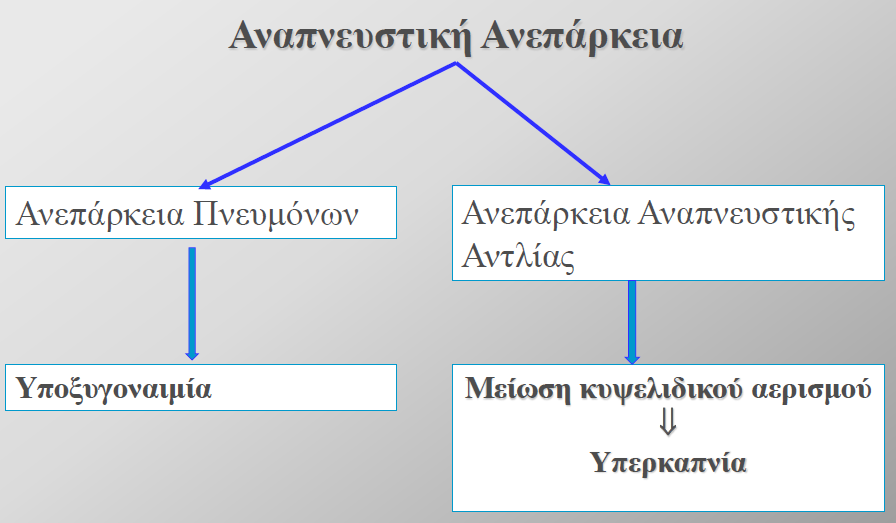 Αναπνευστική Ανεπάρκεια
Ανεπάρκεια Πνευμόνων
Ανεπάρκεια Αναπνευστικής
Αντλίας
Υποξυγοναιμία
Μείωση κυψελιδικού αερισμού
⇓
Υπερκαπνία